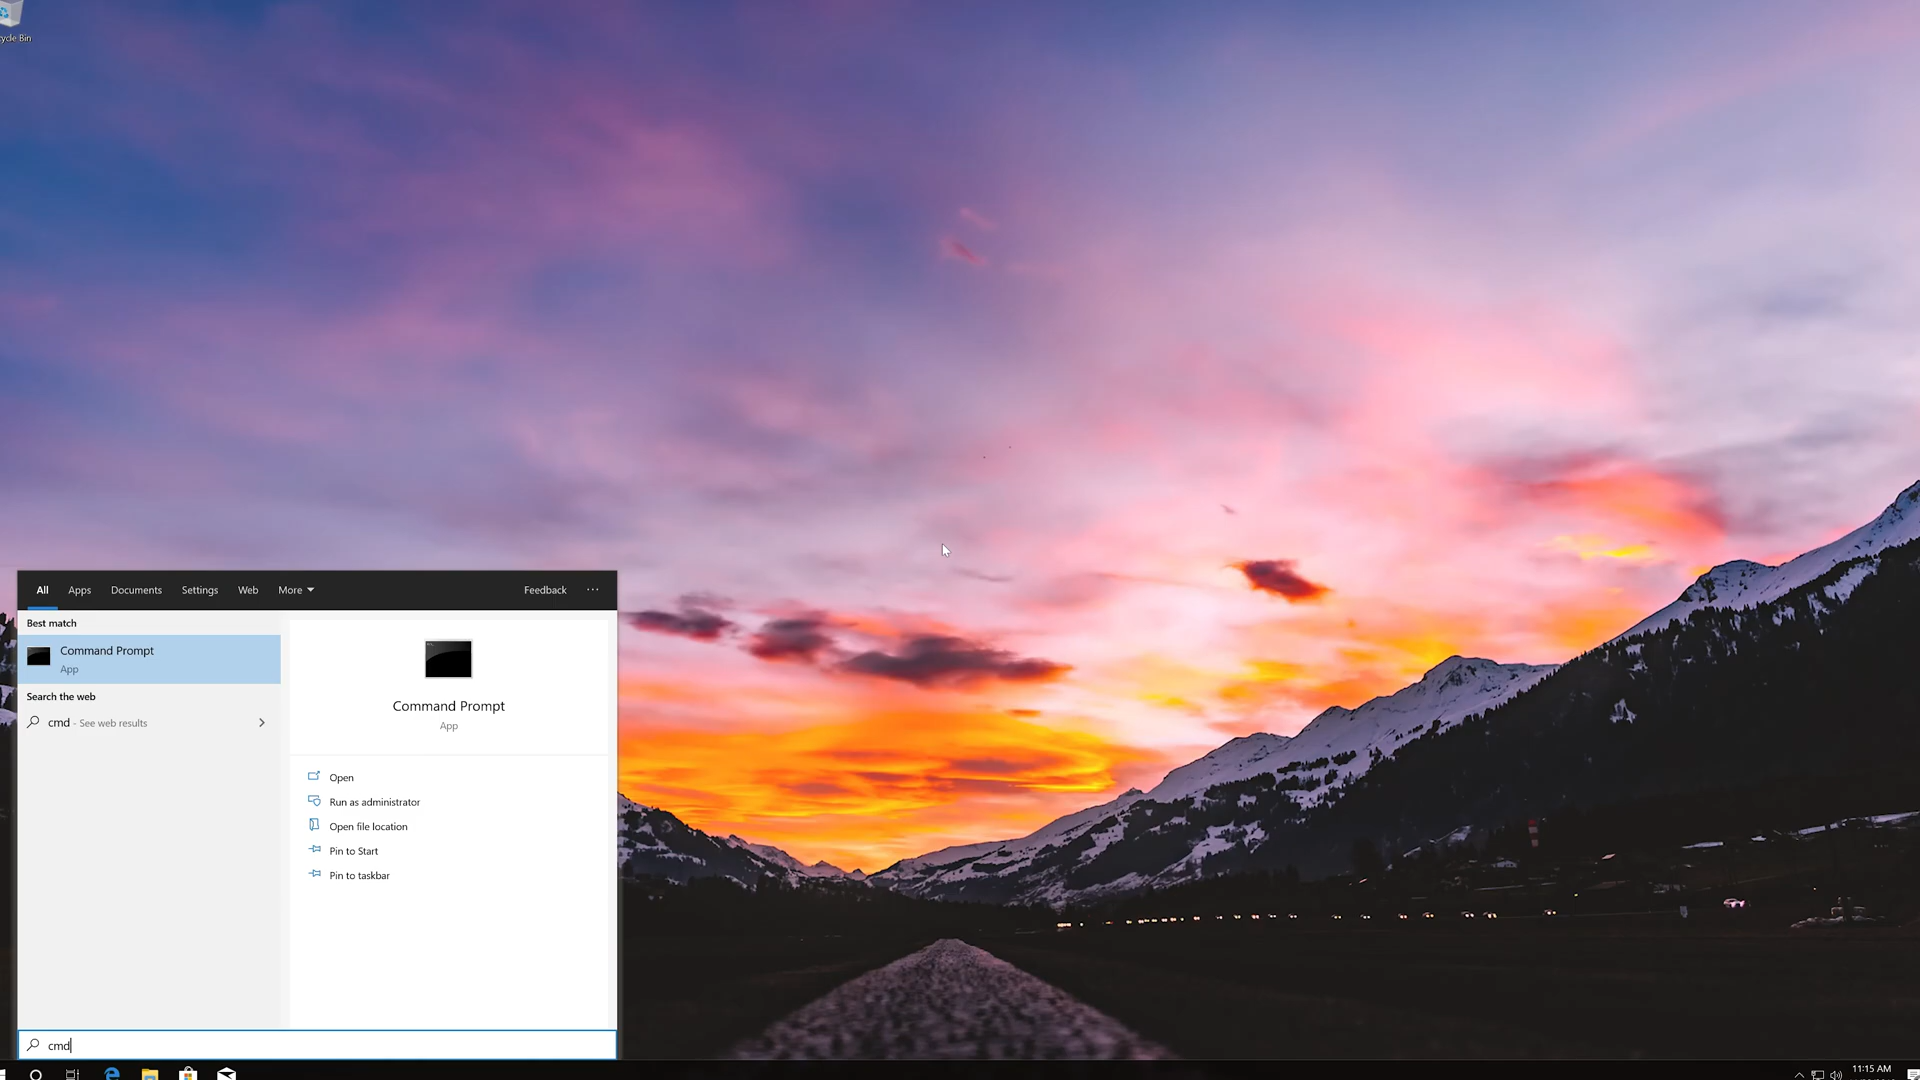 cycle Bin
All Apps Documents Settings Web More Feedback ...
Best match
Command Prompt
App
Search the web
cmd - See web results
Command Prompt
App
Open
Run as administrator
Open file location
Pin to Start
Pin to taskbar
cmd
11:15 AM